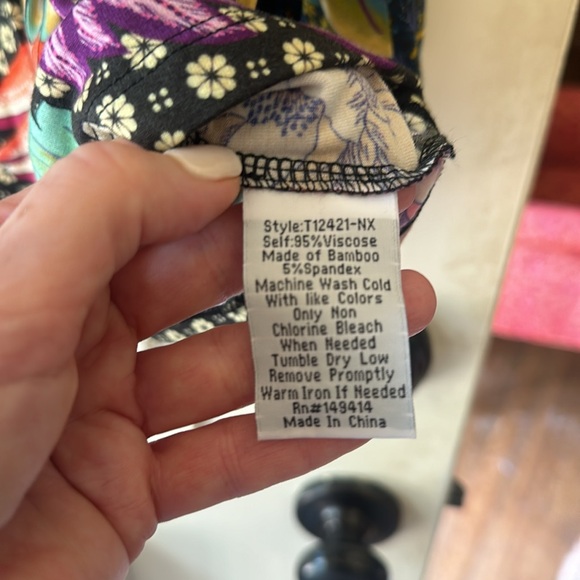 Style:T12421-NX
Self:95%Viscose
Made of Bamboo
5%Spandex
Machine Wash Cold
With like Colors
Only Non
Chlorine Bleach
When Needed
Tumble Dry Low
Remove Promptly
Warm Iron If Needed
Rn#149414
Made In China